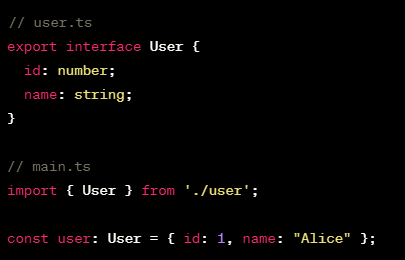 // user.ts
export interface User {
  id: number;
  name: string;
}

// main.ts
import { User } from './user';

const user: User = { id: 1, name: "Alice" };